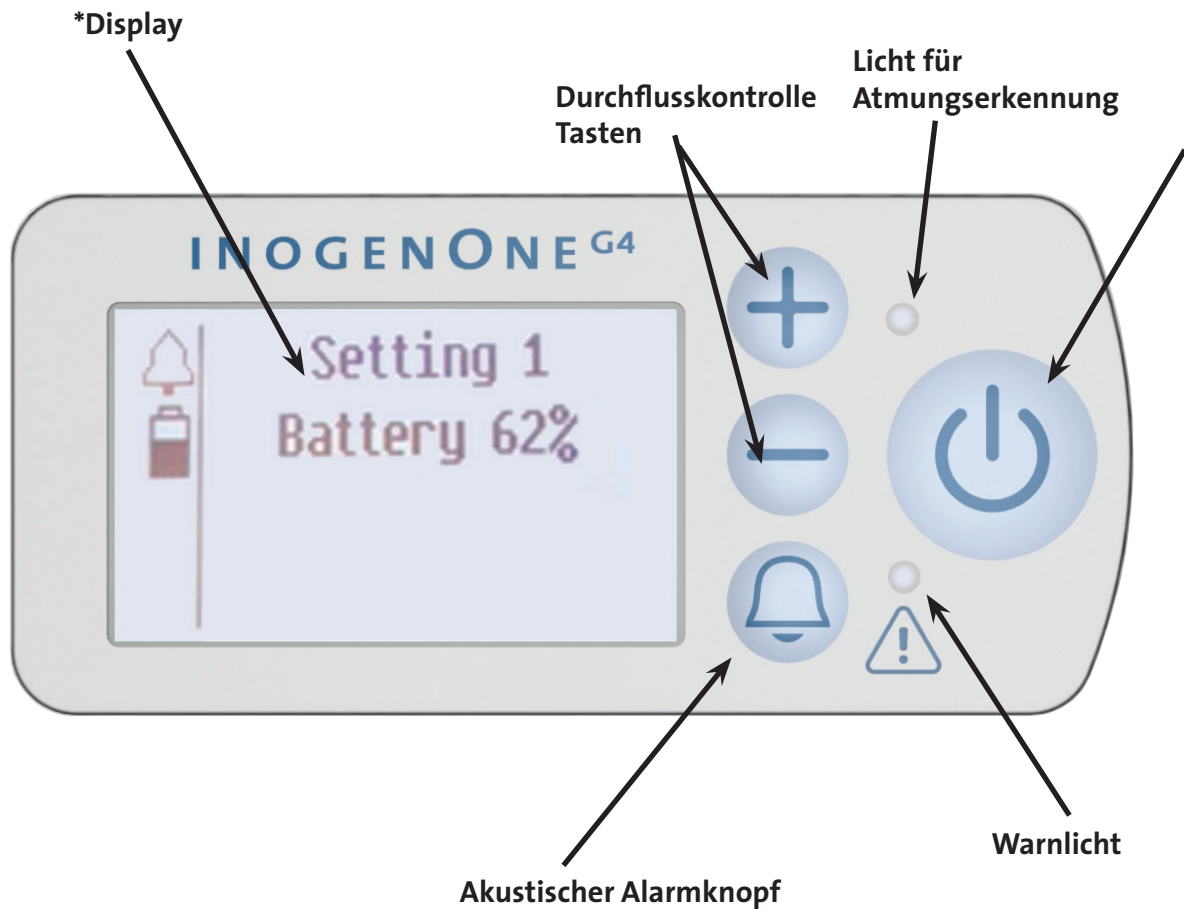 *Display
Durchflusskontrolle
Tasten
Licht für
Atmungserkennung
INOGENONE G4
Setting 1
Battery 62%
Warnlicht
Akustischer Alarmknopf